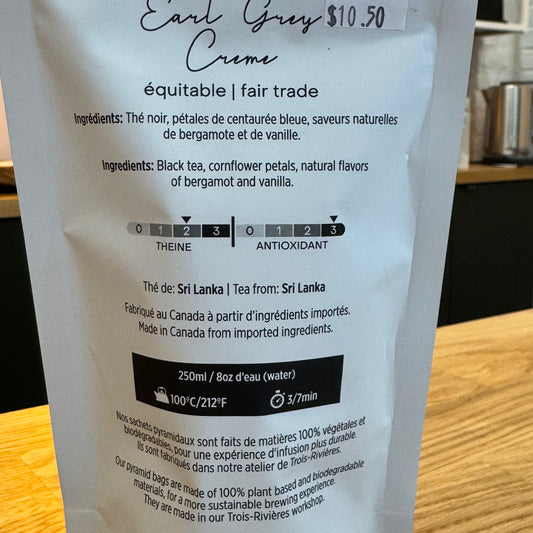 Earl Grey $10.50
Creme
équitable | fair trade
Ingrédients: Thé noir, pétales de centaurée bleue, saveurs naturelles
de bergamote et de vanille.
Ingredients: Black tea, cornflower petals, natural flavors
of bergamot and vanilla.
0 1 2 3 0 1 2 3
THEINE ANTIOXIDANT
Thé de: Sri Lanka | Tea from: Sri Lanka
Fabriqué au Canada à partir d'ingrédients importés.
Made in Canada from imported ingredients.
250ml / 8oz d'eau (water)
100°C/212°F 3/7min
Nos sachets pyramidaux sont faits de matières 100% végétales et
biodégradables, pour une expérience d'infusion plus durable.
Ils sont fabriqués dans notre atelier de Trois-Rivières.
Our pyramid bags are made of 100% plant based and biodegradable
materials, for a more sustainable brewing experience.
They are made in our Trois-Rivières workshop.